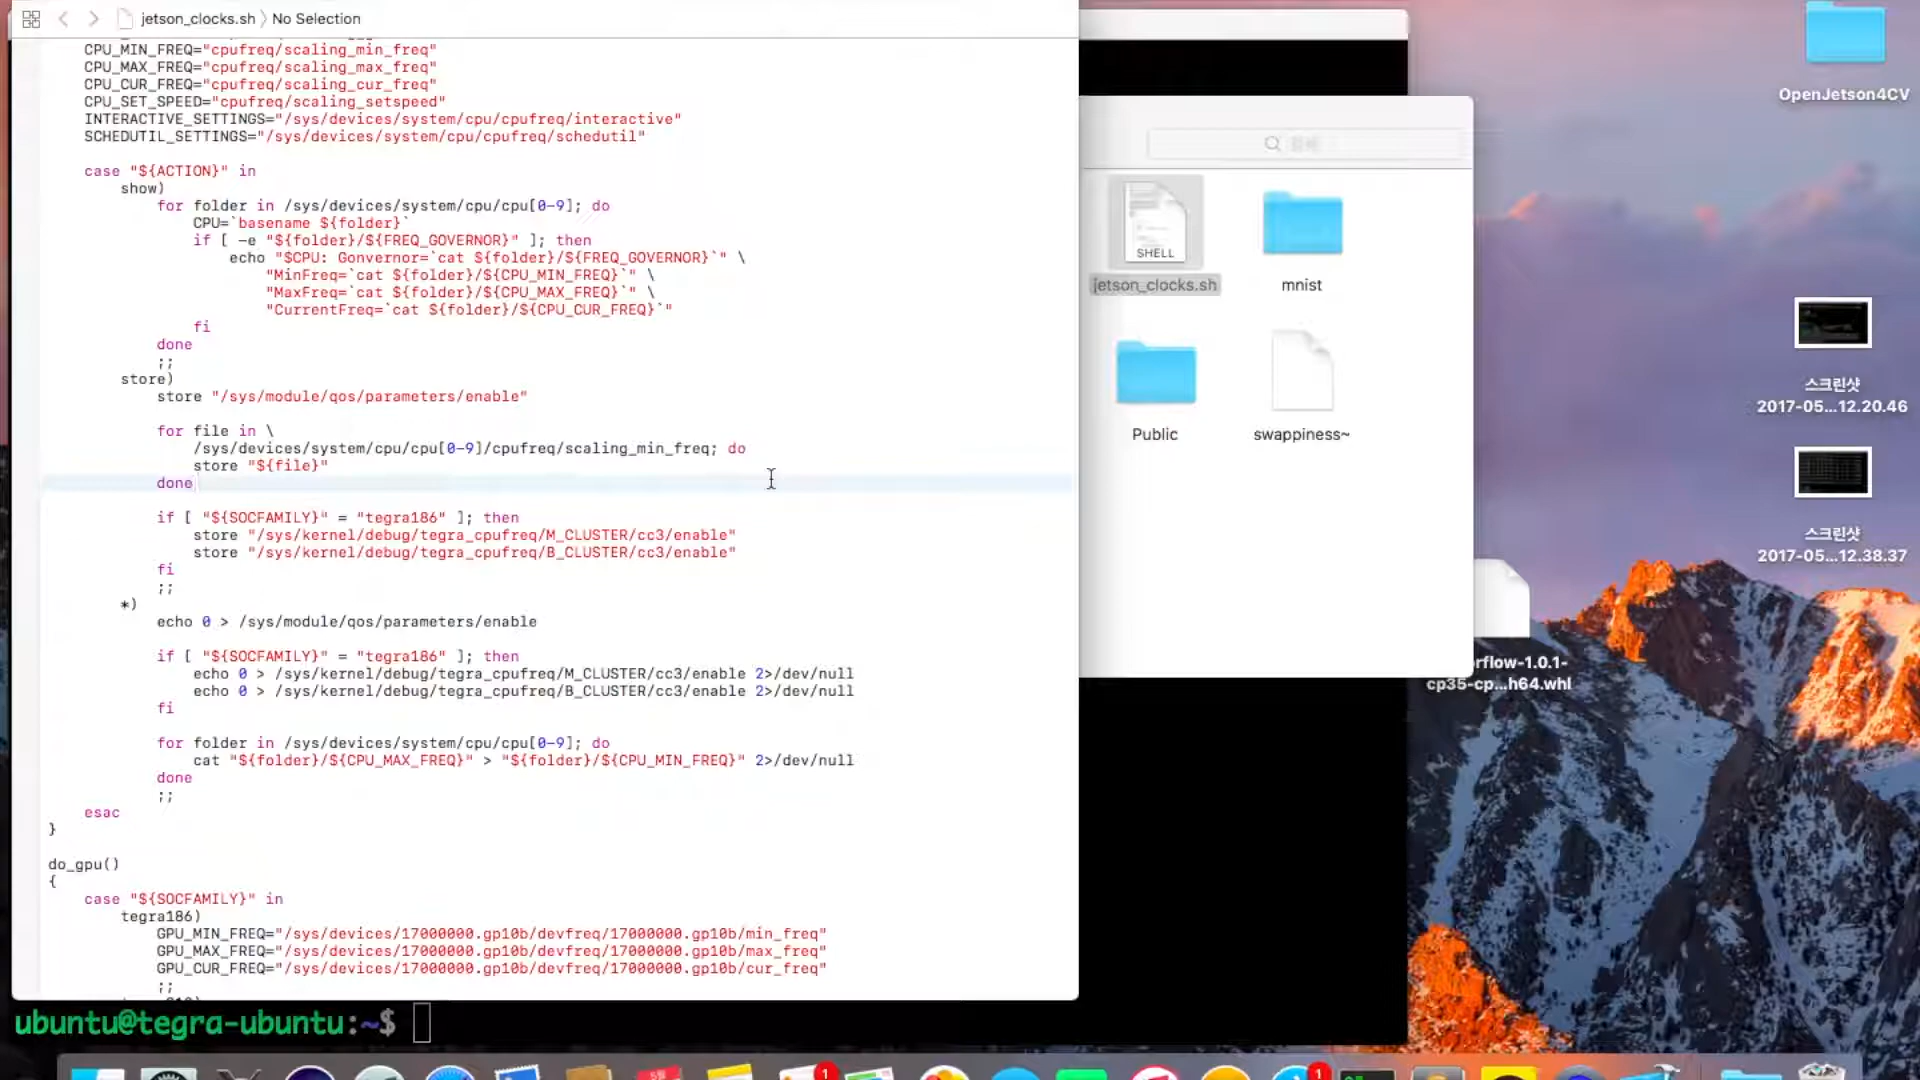 jetson_clocks.sh 〉 No Selection
CPU_MIN_FREQ="cpufreq/scaling_min_freq"
CPU_MAX_FREQ="cpufreq/scaling_max_freq"
CPU_CUR_FREQ="cpufreq/scaling_cur_freq"
CPU_SET_SPEED="cpufreq/scaling_setspeed"
INTERACTIVE_SETTINGS="/sys/devices/system/cpu/cpufreq/interactive"
SCHEDUTIL_SETTINGS="/sys/devices/system/cpu/cpufreq/schedutil"
case "${ACTION}" in
show)
for folder in /sys/devices/system/cpu/cpu[0-9]; do
CPU=`basename ${folder}`
if [ -e "${folder}/${FREQ_GOVERNOR}" ]; then
echo "$CPU: Gonvernor=`cat ${folder}/${FREQ_GOVERNOR}`" \
"MinFreq=`cat ${folder}/${CPU_MIN_FREQ}`" \
"MaxFreq=`cat ${folder}/${CPU_MAX_FREQ}`" \
"CurrentFreq=`cat ${folder}/${CPU_CUR_FREQ}`"
fi
done
;;
store)
store "/sys/module/qos/parameters/enable"
for file in \
/sys/devices/system/cpu/cpu[0-9]/cpufreq/scaling_min_freq; do
store "${file}"
done
if [ "${SOCFAMILY}" = "tegra186" ]; then
store "/sys/kernel/debug/tegra_cpufreq/M_CLUSTER/cc3/enable"
store "/sys/kernel/debug/tegra_cpufreq/B_CLUSTER/cc3/enable"
fi
;;
*)
echo 0 > /sys/module/qos/parameters/enable
if [ "${SOCFAMILY}" = "tegra186" ]; then
echo 0 > /sys/kernel/debug/tegra_cpufreq/M_CLUSTER/cc3/enable 2>/dev/null
echo 0 > /sys/kernel/debug/tegra_cpufreq/B_CLUSTER/cc3/enable 2>/dev/null
fi
for folder in /sys/devices/system/cpu/cpu[0-9]; do
cat "${folder}/${CPU_MAX_FREQ}" > "${folder}/${CPU_MIN_FREQ}" 2>/dev/null
done
;;
esac
}
do_gpu()
{
case "${SOCFAMILY}" in
tegra186)
GPU_MIN_FREQ="/sys/devices/17000000.gp10b/devfreq/17000000.gp10b/min_freq"
GPU_MAX_FREQ="/sys/devices/17000000.gp10b/devfreq/17000000.gp10b/max_freq"
GPU_CUR_FREQ="/sys/devices/17000000.gp10b/devfreq/17000000.gp10b/cur_freq"
;;
ubuntu@tegra-ubuntu:~$
SHELL
jetson_clocks.sh
mnist
Public
swappiness~
OpenJetson4CV
스크린샷
2017-05...12.20.46
스크린샷
2017-05...12.38.37
rflow-1.0.1-
cp35-cp...h64.whl
1
1